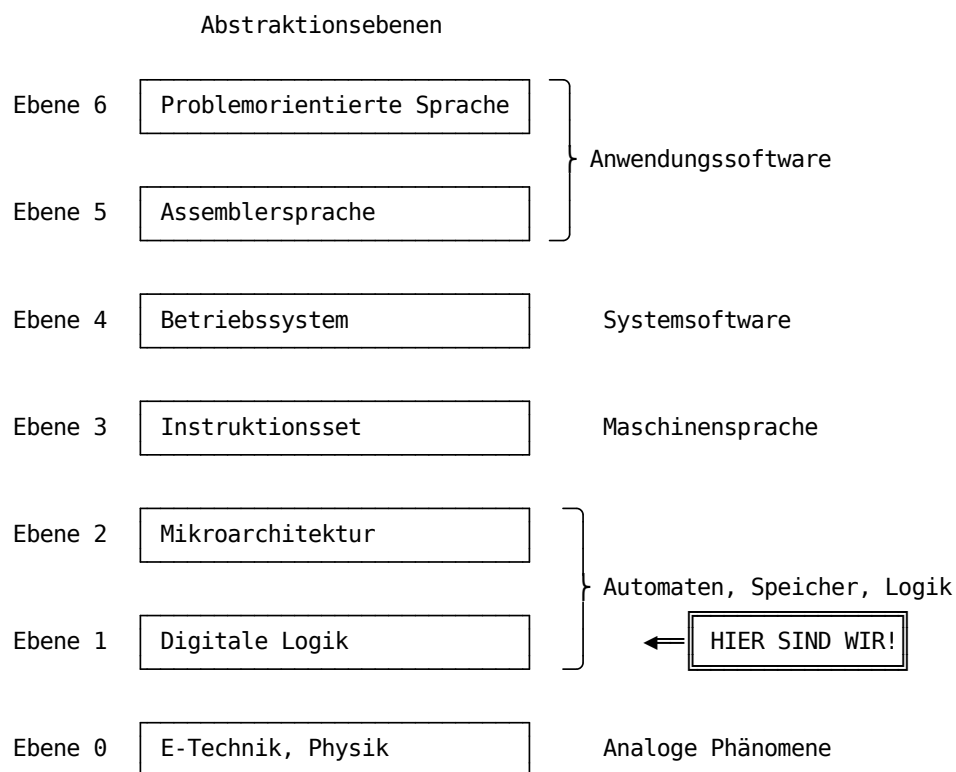 Abstraktionsebenen
Ebene 6 Problemorientierte Sprache
Anwendungssoftware
Ebene 5 Assemblersprache
Ebene 4 Betriebssystem Systemsoftware
Ebene 3 Instruktionsset Maschinensprache
Ebene 2 Mikroarchitektur
Automaten, Speicher, Logik
Ebene 1 Digitale Logik HIER SIND WIR!
Ebene 0 E-Technik, Physik Analoge Phänomene